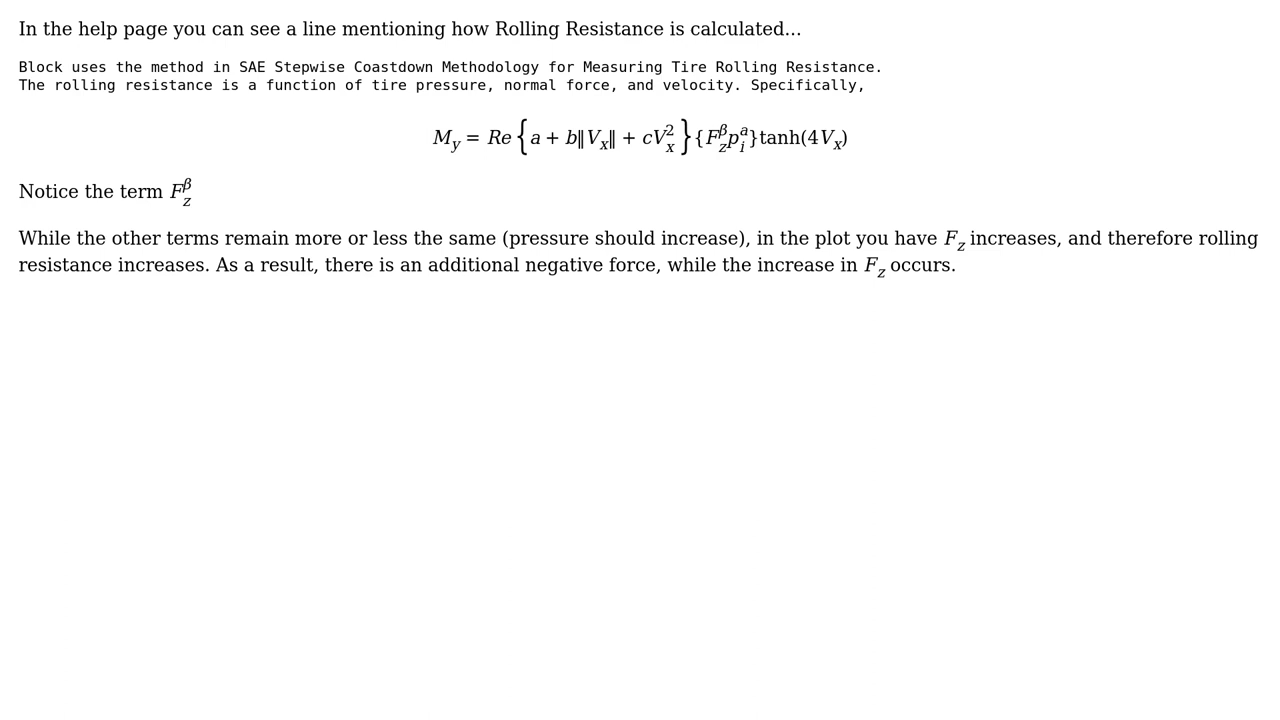 In the help page you can see a line mentioning how Rolling Resistance is calculated...
Block uses the method in SAE Stepwise Coastdown Methodology for Measuring Tire Rolling Resistance.
The rolling resistance is a function of tire pressure, normal force, and velocity. Specifically,
M_y = Re{a + b‖V_x‖ + cV_x^2}{F_z^β p_i^a}tanh(4V_x)
Notice the term F_z^β
While the other terms remain more or less the same (pressure should increase), in the plot you have F_z increases, and therefore rolling
resistance increases. As a result, there is an additional negative force, while the increase in F_z occurs.